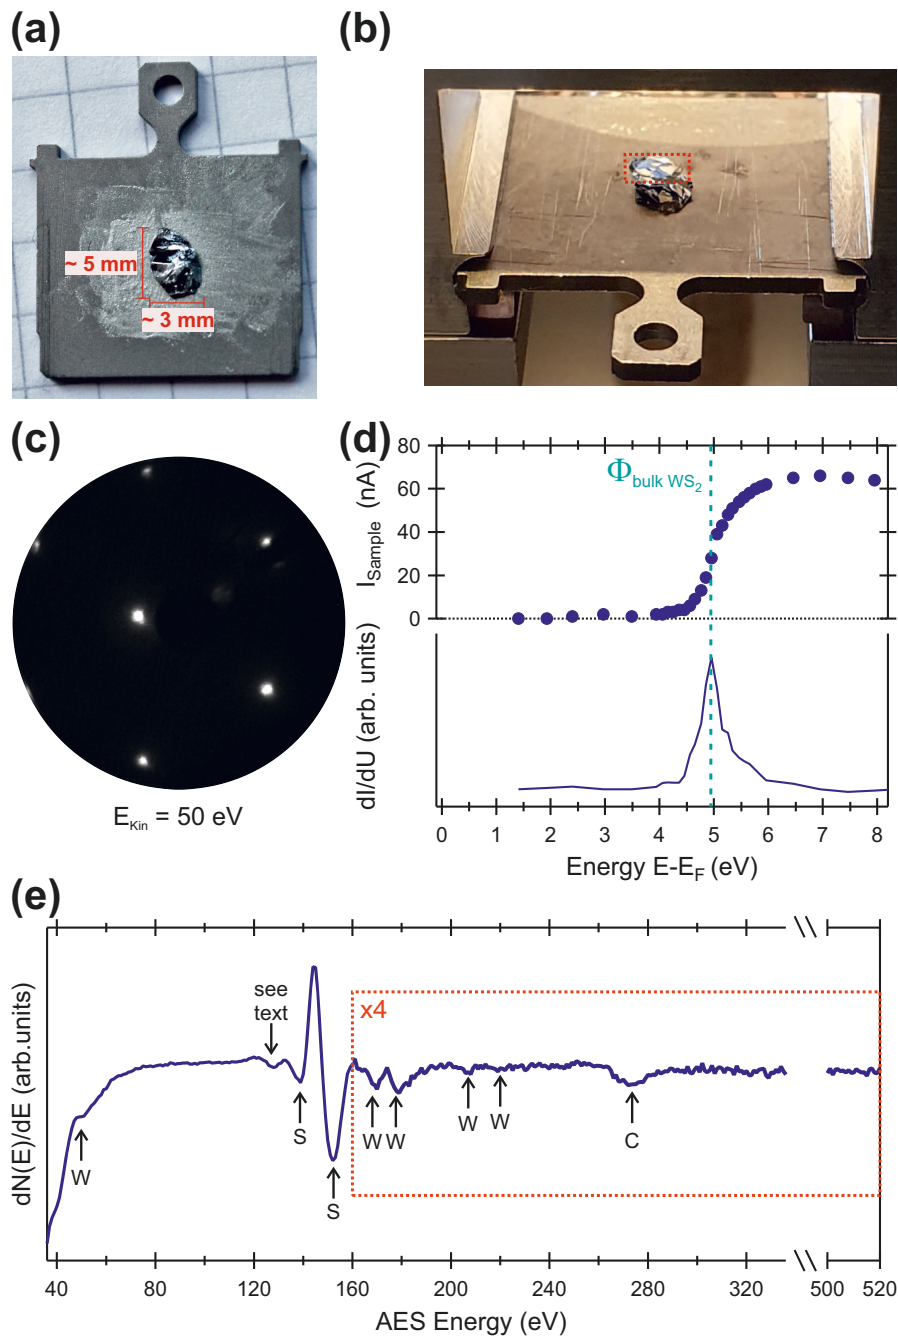 (a)
~ 5 mm
~ 3 mm
(b)
(c)
E_Kin = 50 eV
(d)
80
60
40
20
0
I_Sample (nA)
Φ_bulk WS₂
dI/dU (arb. units)
0 1 2 3 4 5 6 7 8
Energy E-E_F (eV)
(e)
dN(E)/dE (arb.units)
see
text
x4
W
S
S
W W
W
W
C
40 80 120 160 200 240 280 320 500 520
AES Energy (eV)